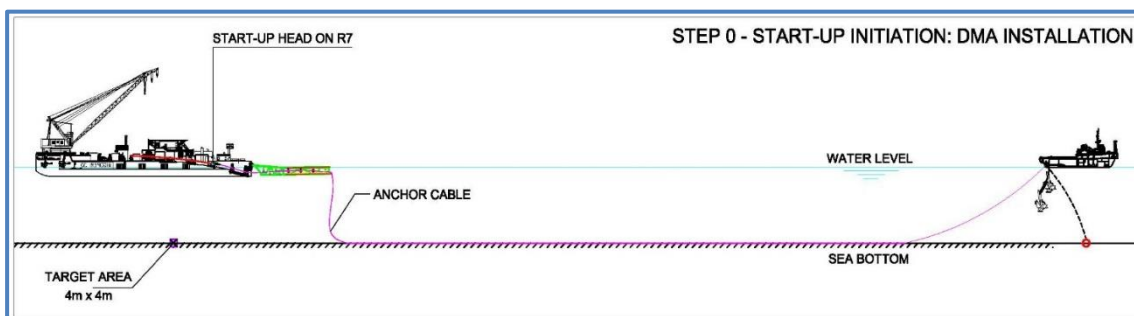 STEP 0 - START-UP INITIATION: DMA INSTALLATION
START-UP HEAD ON R7
WATER LEVEL
ANCHOR CABLE
SEA BOTTOM
TARGET AREA
4m x 4m